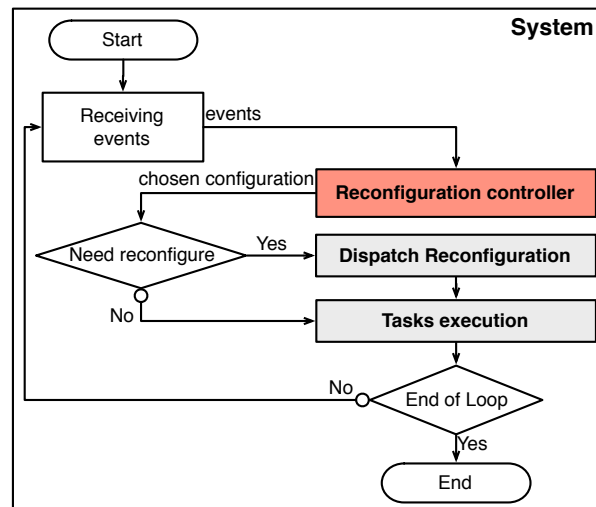 System
Start
Receiving
events
events
Reconfiguration controller
chosen configuration
Need reconfigure
Yes
Dispatch Reconfiguration
No
Tasks execution
End of Loop
No
Yes
End